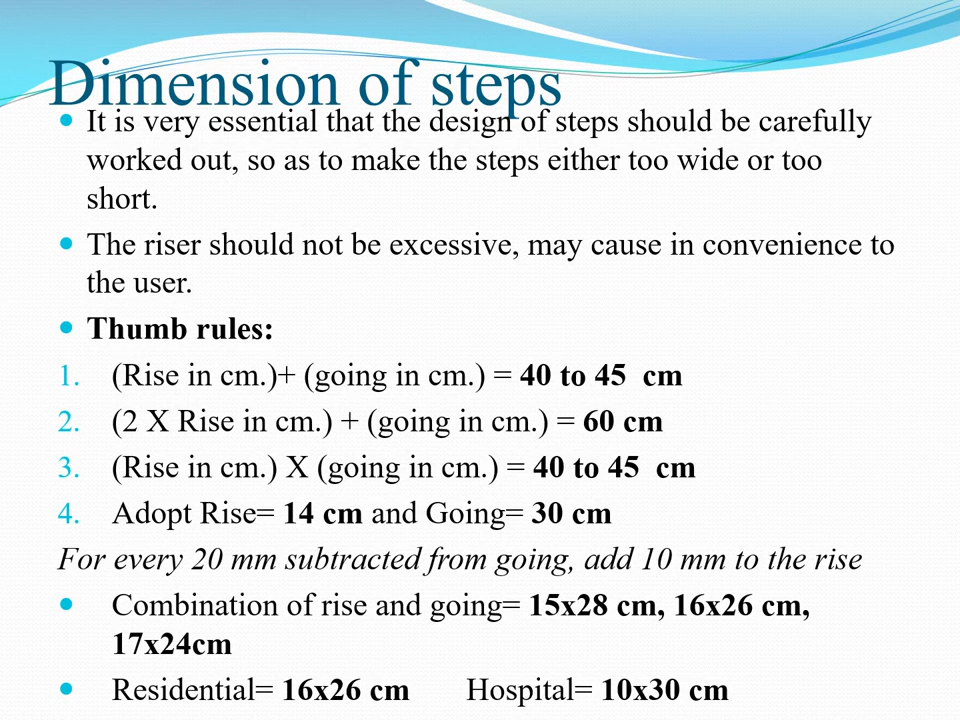 Dimension of steps
It is very essential that the design of steps should be carefully
worked out, so as to make the steps either too wide or too
short.
The riser should not be excessive, may cause in convenience to
the user.
Thumb rules:
1. (Rise in cm.)+ (going in cm.) = 40 to 45 cm
2. (2 X Rise in cm.) + (going in cm.) = 60 cm
3. (Rise in cm.) X (going in cm.) = 40 to 45 cm
4. Adopt Rise= 14 cm and Going= 30 cm
For every 20 mm subtracted from going, add 10 mm to the rise
Combination of rise and going= 15x28 cm, 16x26 cm,
17x24cm
Residential= 16x26 cm Hospital= 10x30 cm